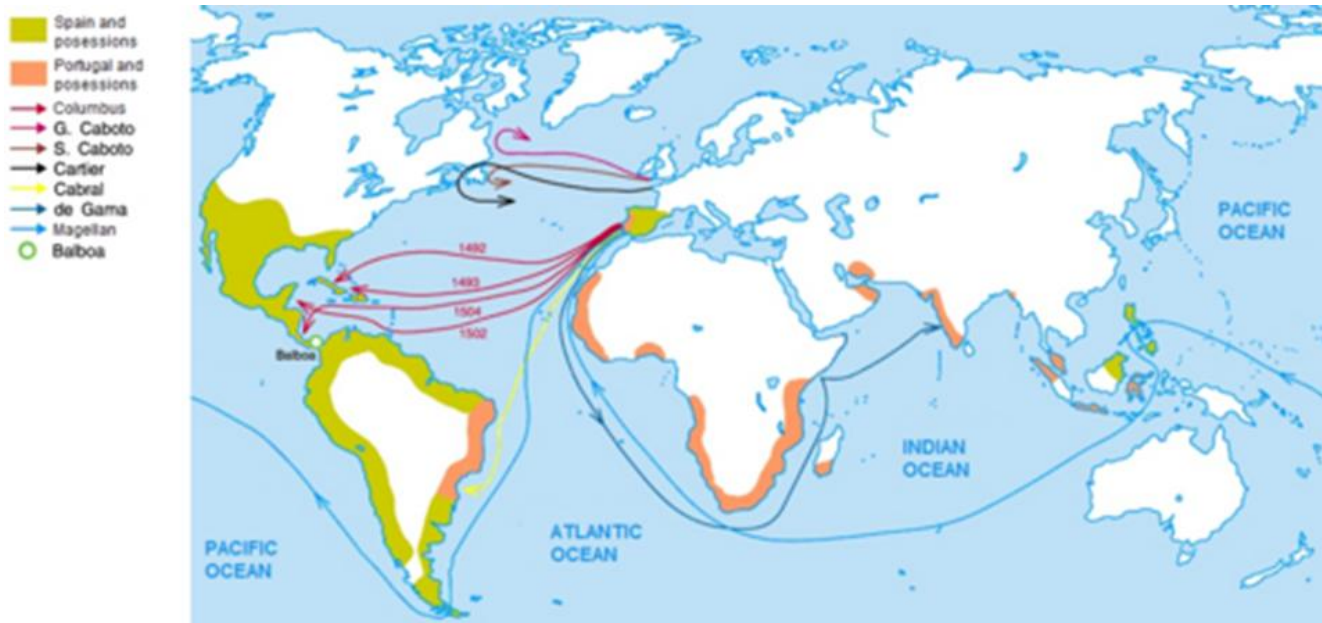 Spain and
posessions
Portugal and
posessions
Columbus
G. Caboto
S. Caboto
Cartier
Cabral
de Gama
Magellan
Balboa
1492
1493
1504
1502
Balboa
PACIFIC
OCEAN
ATLANTIC
OCEAN
INDIAN
OCEAN
PACIFIC
OCEAN